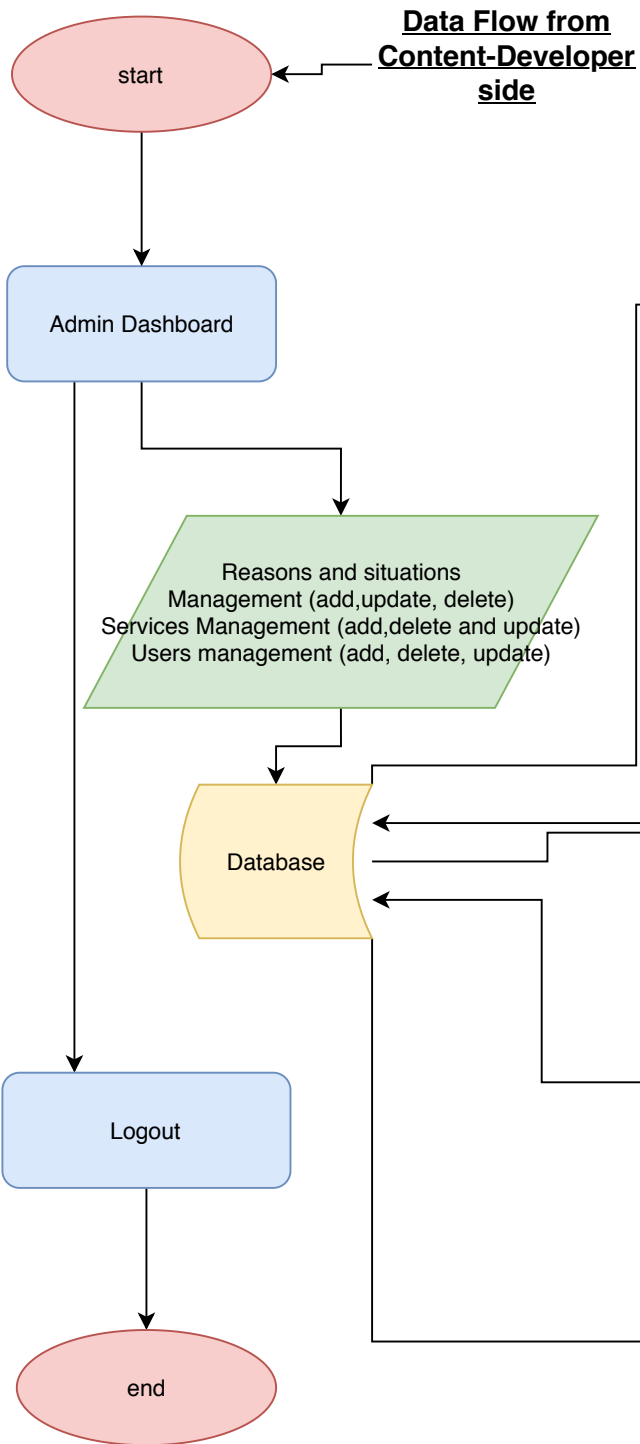 Data Flow from
Content-Developer
side
start
Admin Dashboard
Reasons and situations
Management (add,update, delete)
Services Management (add,delete and update)
Users management (add, delete, update)
Database
Logout
end